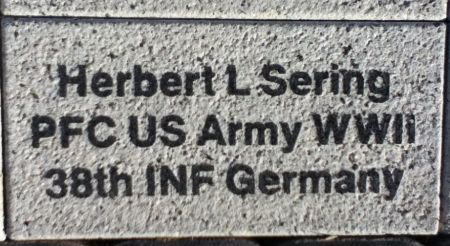 Herbert L Sering
PFC US Army WWII
38th INF Germany